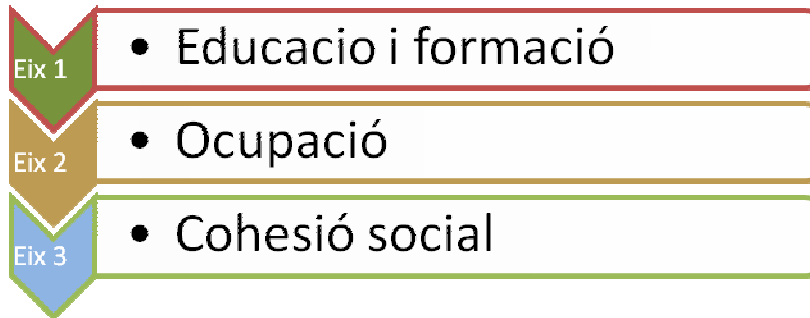 Eix 1
• Educacio i formació
Eix 2
• Ocupació
Eix 3
• Cohesió social